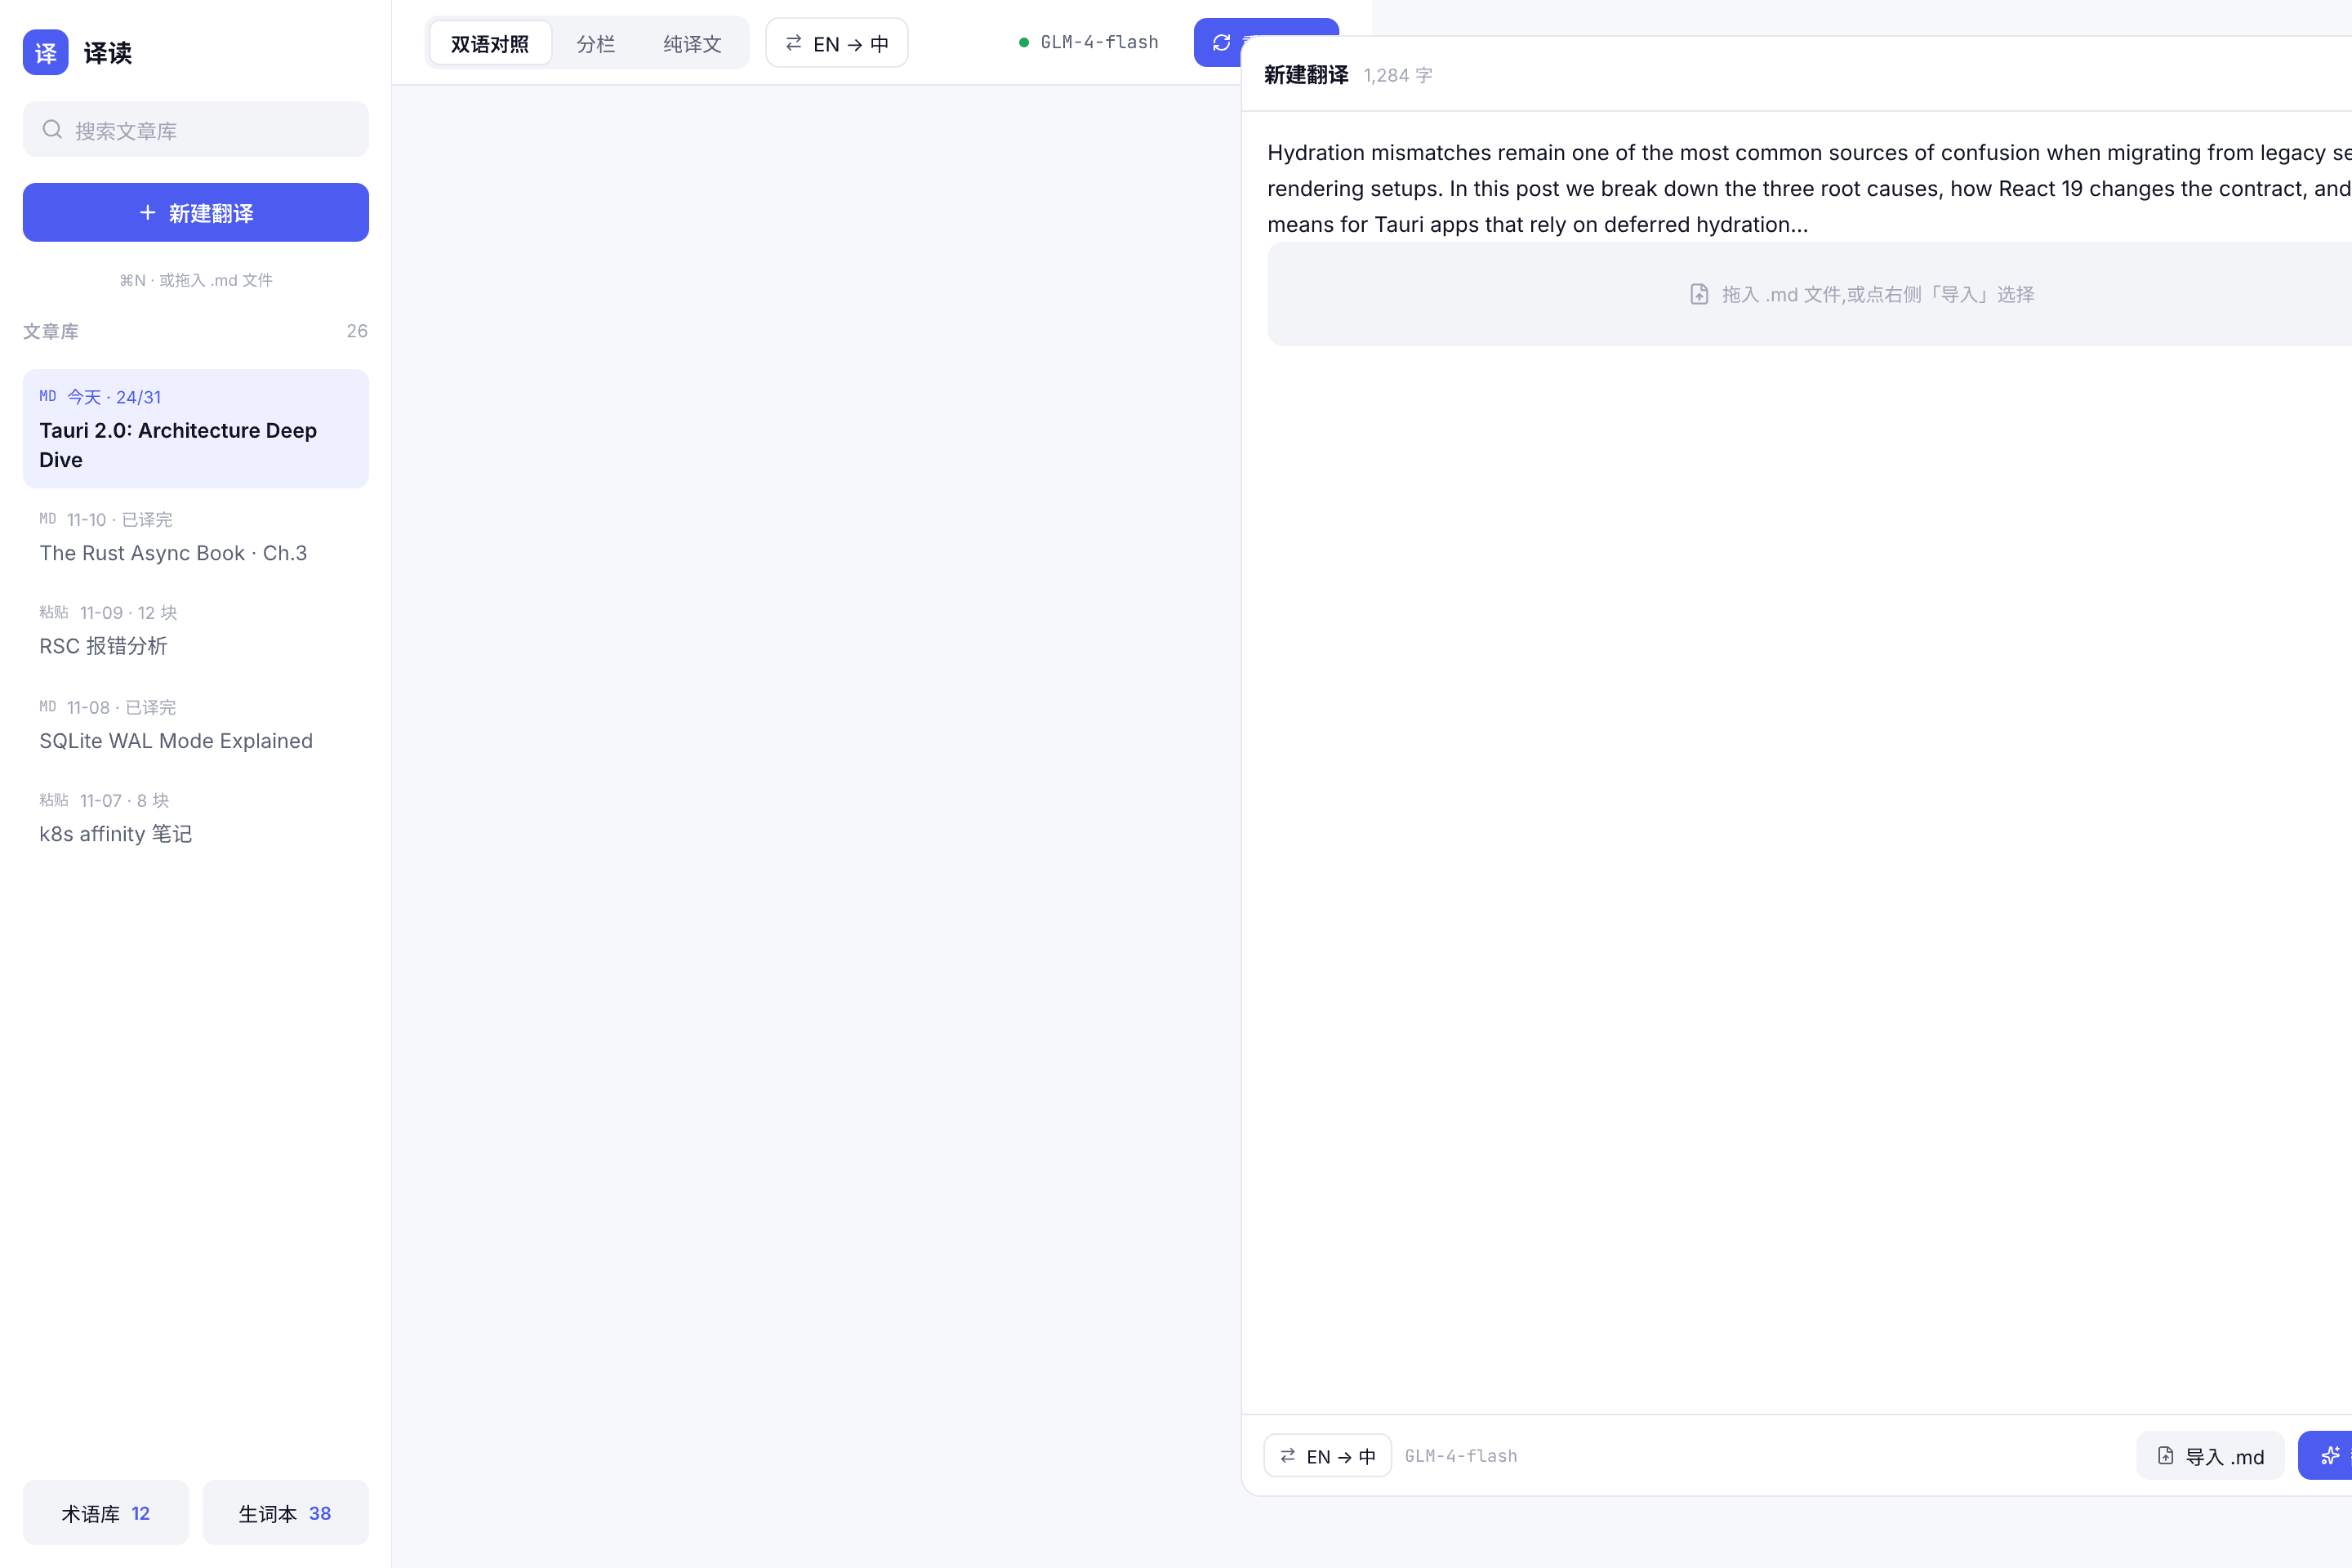 译 译读
搜索文章库
+ 新建翻译
⌘N · 或拖入 .md 文件
文章库 26
MD 今天 · 24/31
Tauri 2.0: Architecture Deep
Dive
MD 11-10 · 已译完
The Rust Async Book · Ch.3
粘贴 11-09 · 12 块
RSC 报错分析
MD 11-08 · 已译完
SQLite WAL Mode Explained
粘贴 11-07 · 8 块
k8s affinity 笔记
术语库 12
生词本 38
双语对照 分栏 纯译文
EN → 中
GLM-4-flash
新建翻译 1,284 字
Hydration mismatches remain one of the most common sources of confusion when migrating from legacy se
rendering setups. In this post we break down the three root causes, how React 19 changes the contract, and
means for Tauri apps that rely on deferred hydration...
拖入 .md 文件,或点右侧「导入」选择
EN → 中 GLM-4-flash
导入 .md